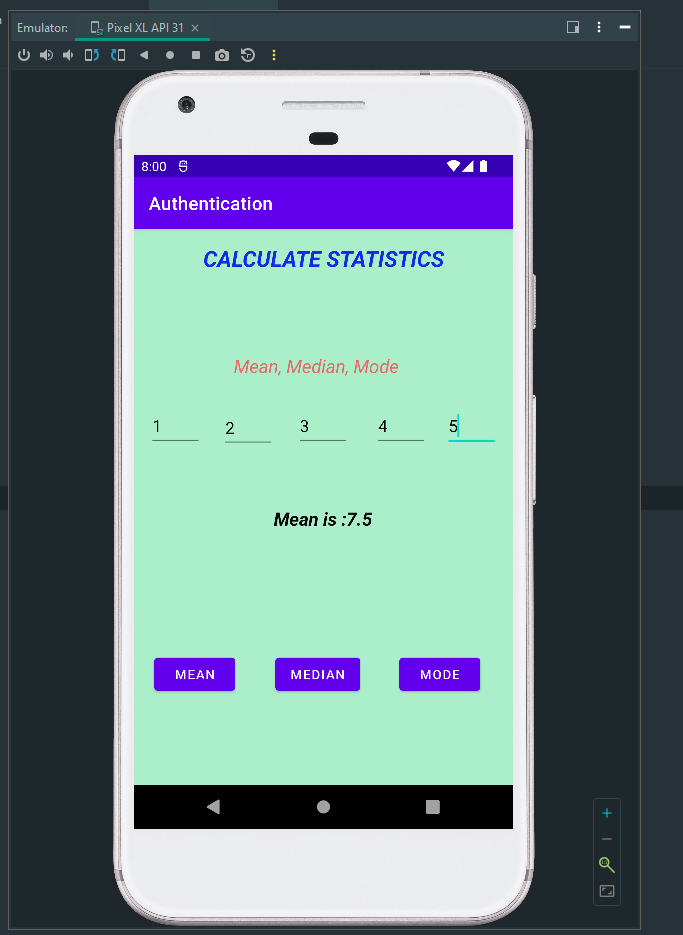 Emulator: Pixel XL API 31
8:00
Authentication
CALCULATE STATISTICS
Mean, Median, Mode
1 2 3 4 5
Mean is :7.5
MEAN MEDIAN MODE